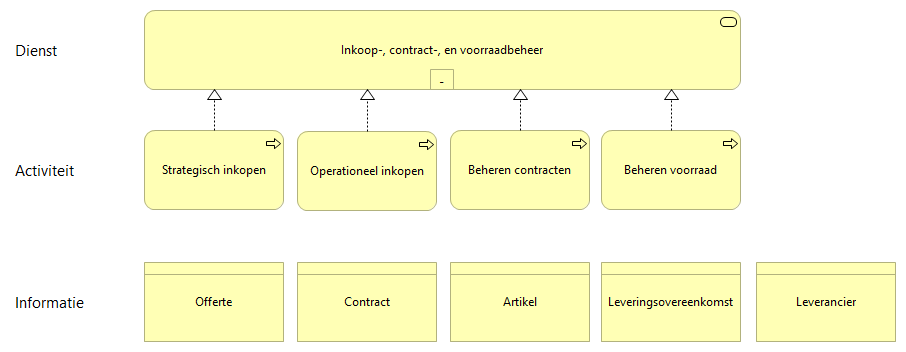 Dienst
Inkoop-, contract-, en voorraadbeheer
-
Activiteit
Strategisch inkopen
Operationeel inkopen
Beheren contracten
Beheren voorraad
Informatie
Offerte
Contract
Artikel
Leveringsovereenkomst
Leverancier